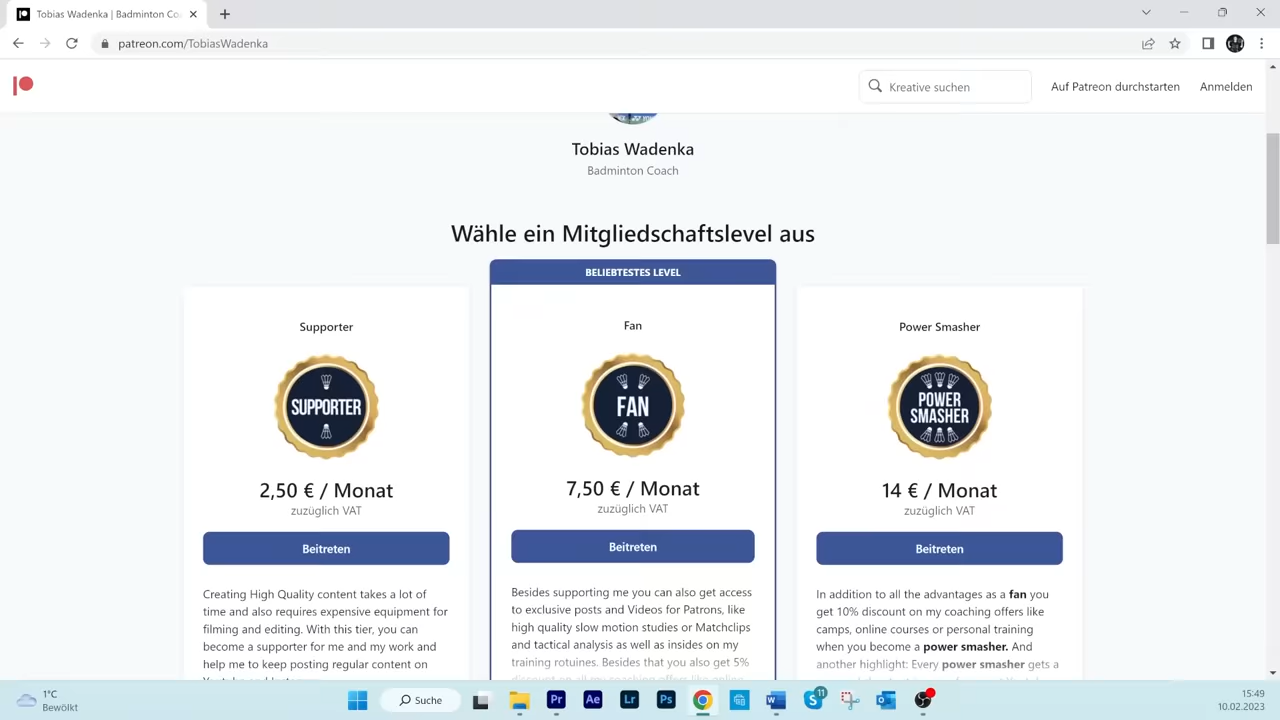 Tobias Wadenka | Badminton Co
patreon.com/TobiasWadenka
Kreative suchen
Auf Patreon durchstarten
Anmelden
Tobias Wadenka
Badminton Coach
Wähle ein Mitgliedschaftslevel aus
Supporter
SUPPORTER
2,50 € / Monat
zuzüglich VAT
Beitreten
Creating High Quality content takes a lot of
time and also requires expensive equipment for
filming and editing. With this tier, you can
become a supporter for me and my work and
help me to keep posting regular content on
BELIEBTESTES LEVEL
Fan
FAN
7,50 € / Monat
zuzüglich VAT
Beitreten
Besides supporting me you can also get access
to exclusive posts and Videos for Patrons, like
high quality slow motion studies or Matchclips
and tactical analysis as well as insides on my
training rotuines. Besides that you also get 5%
Power Smasher
POWER
SMASHER
14 € / Monat
zuzüglich VAT
Beitreten
In addition to all the advantages as a fan you
get 10% discount on my coaching offers like
camps, online courses or personal training
when you become a power smasher. And
another highlight: Every power smasher gets a
1°C
Bewölkt
Suche
Pr
Ae
Lr
Ps
W
S
11
15:49
10.02.2023